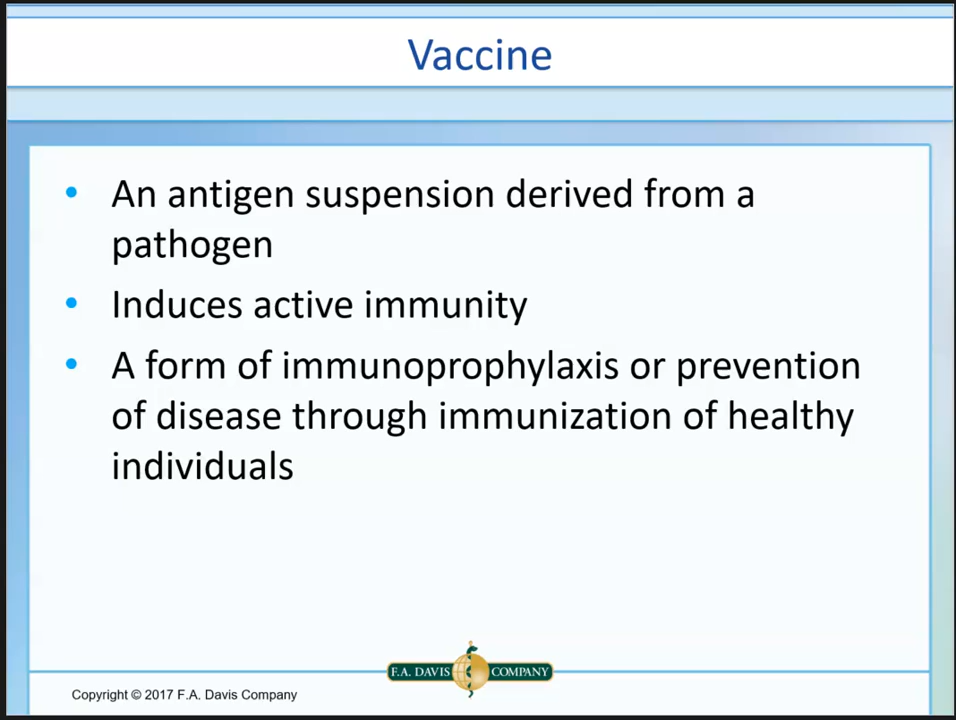 Vaccine
• An antigen suspension derived from a
pathogen
• Induces active immunity
• A form of immunoprophylaxis or prevention
of disease through immunization of healthy
individuals
F.A. DAVIS COMPANY
Copyright © 2017 F.A. Davis Company